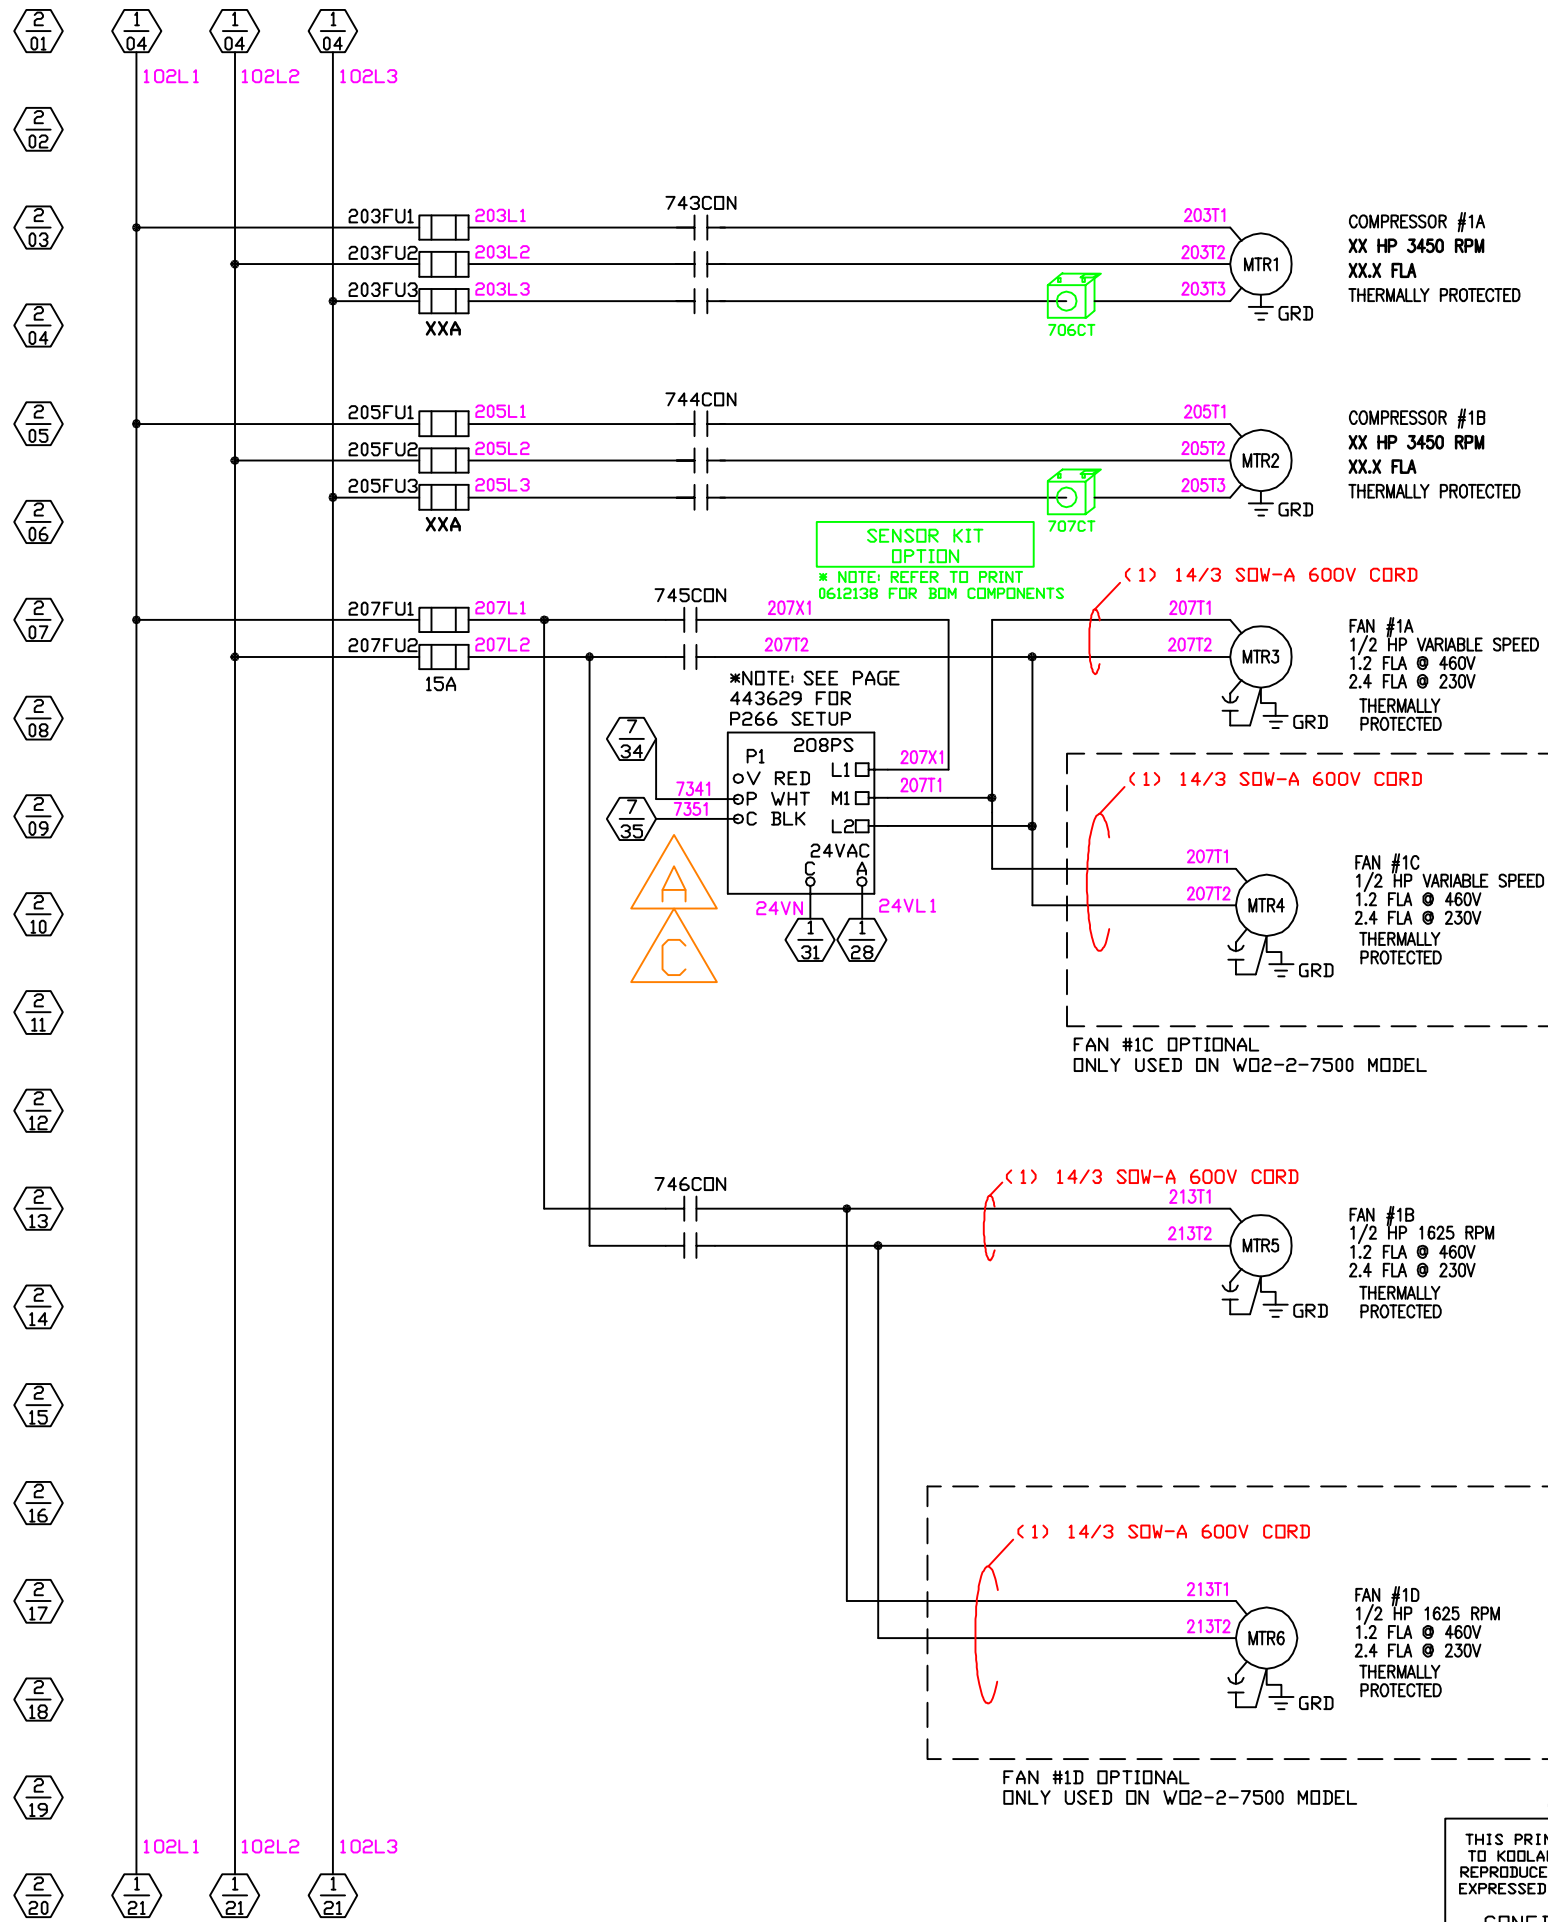 2
01
1
04
1
04
1
04
102L1
102L2
102L3
2
02
2
03
203FU1
203L1
743CON
203T1
203FU2
203L2
203T2
203FU3
203L3
203T3
XXA
706CT
MTR1
GRD
COMPRESSOR #1A
XX HP 3450 RPM
XX.X FLA
THERMALLY PROTECTED
2
04
2
05
205FU1
205L1
744CON
205T1
205FU2
205L2
205T2
205FU3
205L3
205T3
XXA
707CT
MTR2
GRD
COMPRESSOR #1B
XX HP 3450 RPM
XX.X FLA
THERMALLY PROTECTED
2
06
SENSOR KIT
OPTION
* NOTE: REFER TO PRINT
0612138 FOR BOM COMPONENTS
(1) 14/3 SOW-A 600V CORD
2
07
207FU1
207L1
745CON
207X1
207T1
207FU2
207L2
207T2
207T2
15A
MTR3
GRD
FAN #1A
1/2 HP VARIABLE SPEED
1.2 FLA @ 460V
2.4 FLA @ 230V
THERMALLY
PROTECTED
*NOTE: SEE PAGE
443629 FOR
P266 SETUP
2
08
7
34
208PS
P1
V RED
P WHT
C BLK
L1
M1
L2
24VAC
C
A
207X1
207T1
7341
7351
7
35
2
09
(1) 14/3 SOW-A 600V CORD
207T1
207T2
MTR4
GRD
FAN #1C
1/2 HP VARIABLE SPEED
1.2 FLA @ 460V
2.4 FLA @ 230V
THERMALLY
PROTECTED
A
C
2
10
24VN
24VL1
1
31
1
28
2
11
FAN #1C OPTIONAL
ONLY USED ON WO2-2-7500 MODEL
2
12
2
13
746CON
(1) 14/3 SOW-A 600V CORD
213T1
213T2
MTR5
GRD
FAN #1B
1/2 HP 1625 RPM
1.2 FLA @ 460V
2.4 FLA @ 230V
THERMALLY
PROTECTED
2
14
2
15
2
16
(1) 14/3 SOW-A 600V CORD
2
17
213T1
213T2
MTR6
GRD
FAN #1D
1/2 HP 1625 RPM
1.2 FLA @ 460V
2.4 FLA @ 230V
THERMALLY
PROTECTED
2
18
FAN #1D OPTIONAL
ONLY USED ON WO2-2-7500 MODEL
2
19
102L1
102L2
102L3
2
20
1
21
1
21
1
21
THIS
TO
REPRODUCE
EXPRESSED